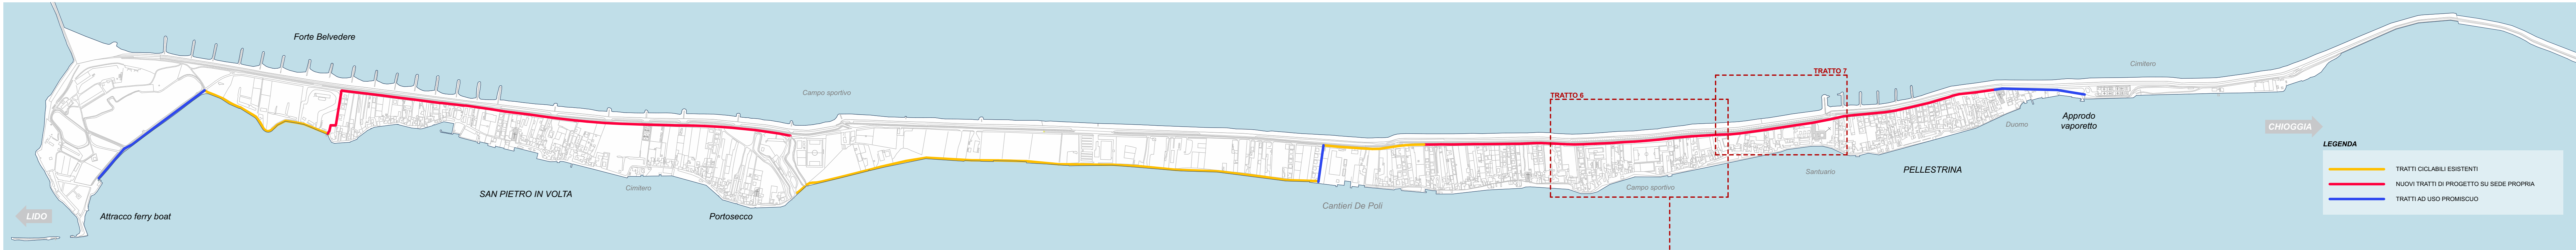 Forte Belvedere
LIDO
Attracco ferry boat
SAN PIETRO IN VOLTA
Cimitero
Portosecco
Campo sportivo
Cantieri De Poli
TRATTO 6
TRATTO 7
Campo sportivo
Santuario
PELLESTRINA
Duomo
Approdo
vaporetto
Cimitero
CHIOGGIA
LEGENDA
TRATTI CICLABILI ESISTENTI
NUOVI TRATTI DI PROGETTO SU SEDE PROPRIA
TRATTI AD USO PROMISCUO